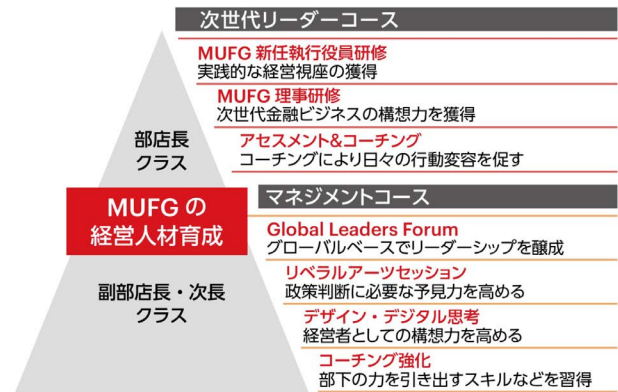 次世代リーダーコース
MUFG 新任執行役員研修
実践的な経営視座の獲得
MUFG 理事研修
次世代金融ビジネスの構想力を獲得
アセスメント&コーチング
コーチングにより日々の行動変容を促す
部店長
クラス
MUFG の
経営人材育成
マネジメントコース
Global Leaders Forum
グローバルベースでリーダーシップを醸成
リベラルアーツセッション
政策判断に必要な予見力を高める
デザイン・デジタル思考
経営者としての構想力を高める
コーチング強化
部下の力を引き出すスキルなどを習得
副部店長・次長
クラス